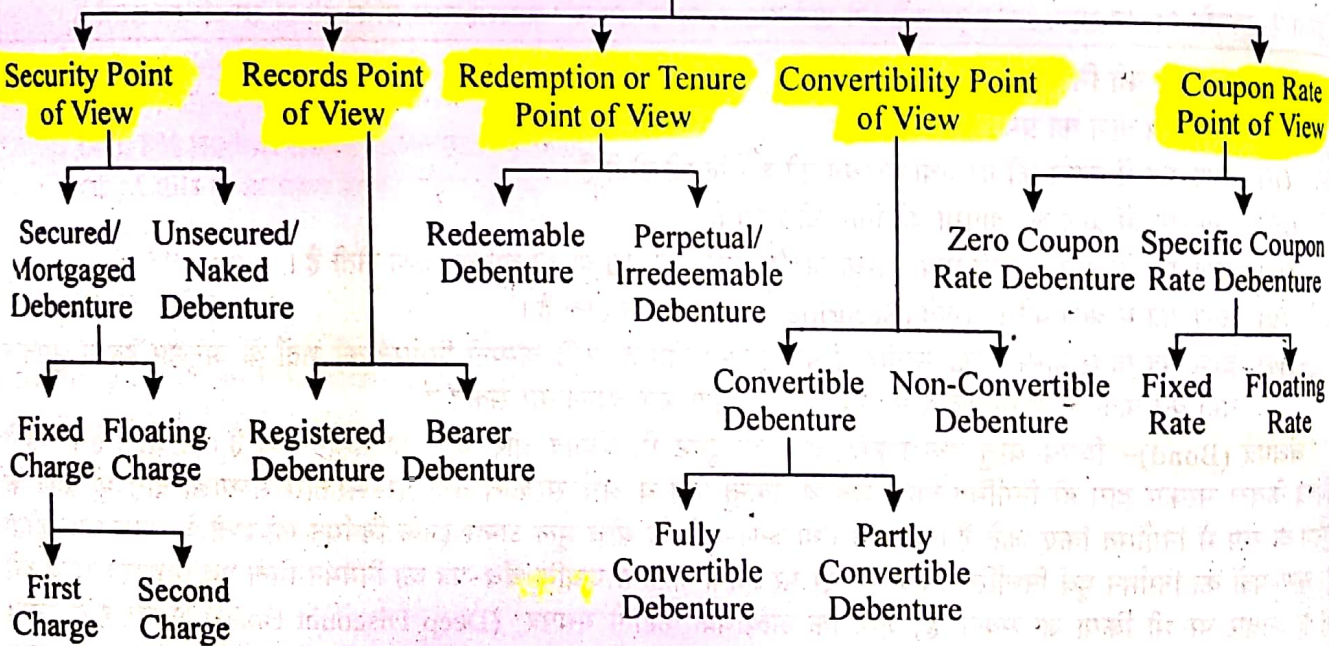 Security Point
of View
Records Point
of View
Redemption or Tenure
Point of View
Convertibility Point
of View
Coupon Rate
Point of View
Secured/
Mortgaged
Debenture
Unsecured/
Naked
Debenture
Redeemable
Debenture
Perpetual/
Irredeemable
Debenture
Zero Coupon
Rate Debenture
Specific Coupon
Rate Debenture
Fixed
Charge
Floating
Charge
Registered
Debenture
Bearer
Debenture
Convertible
Debenture
Non-Convertible
Debenture
Fixed
Rate
Floating
Rate
First
Charge
Second
Charge
Fully
Convertible
Debenture
Partly
Convertible
Debenture